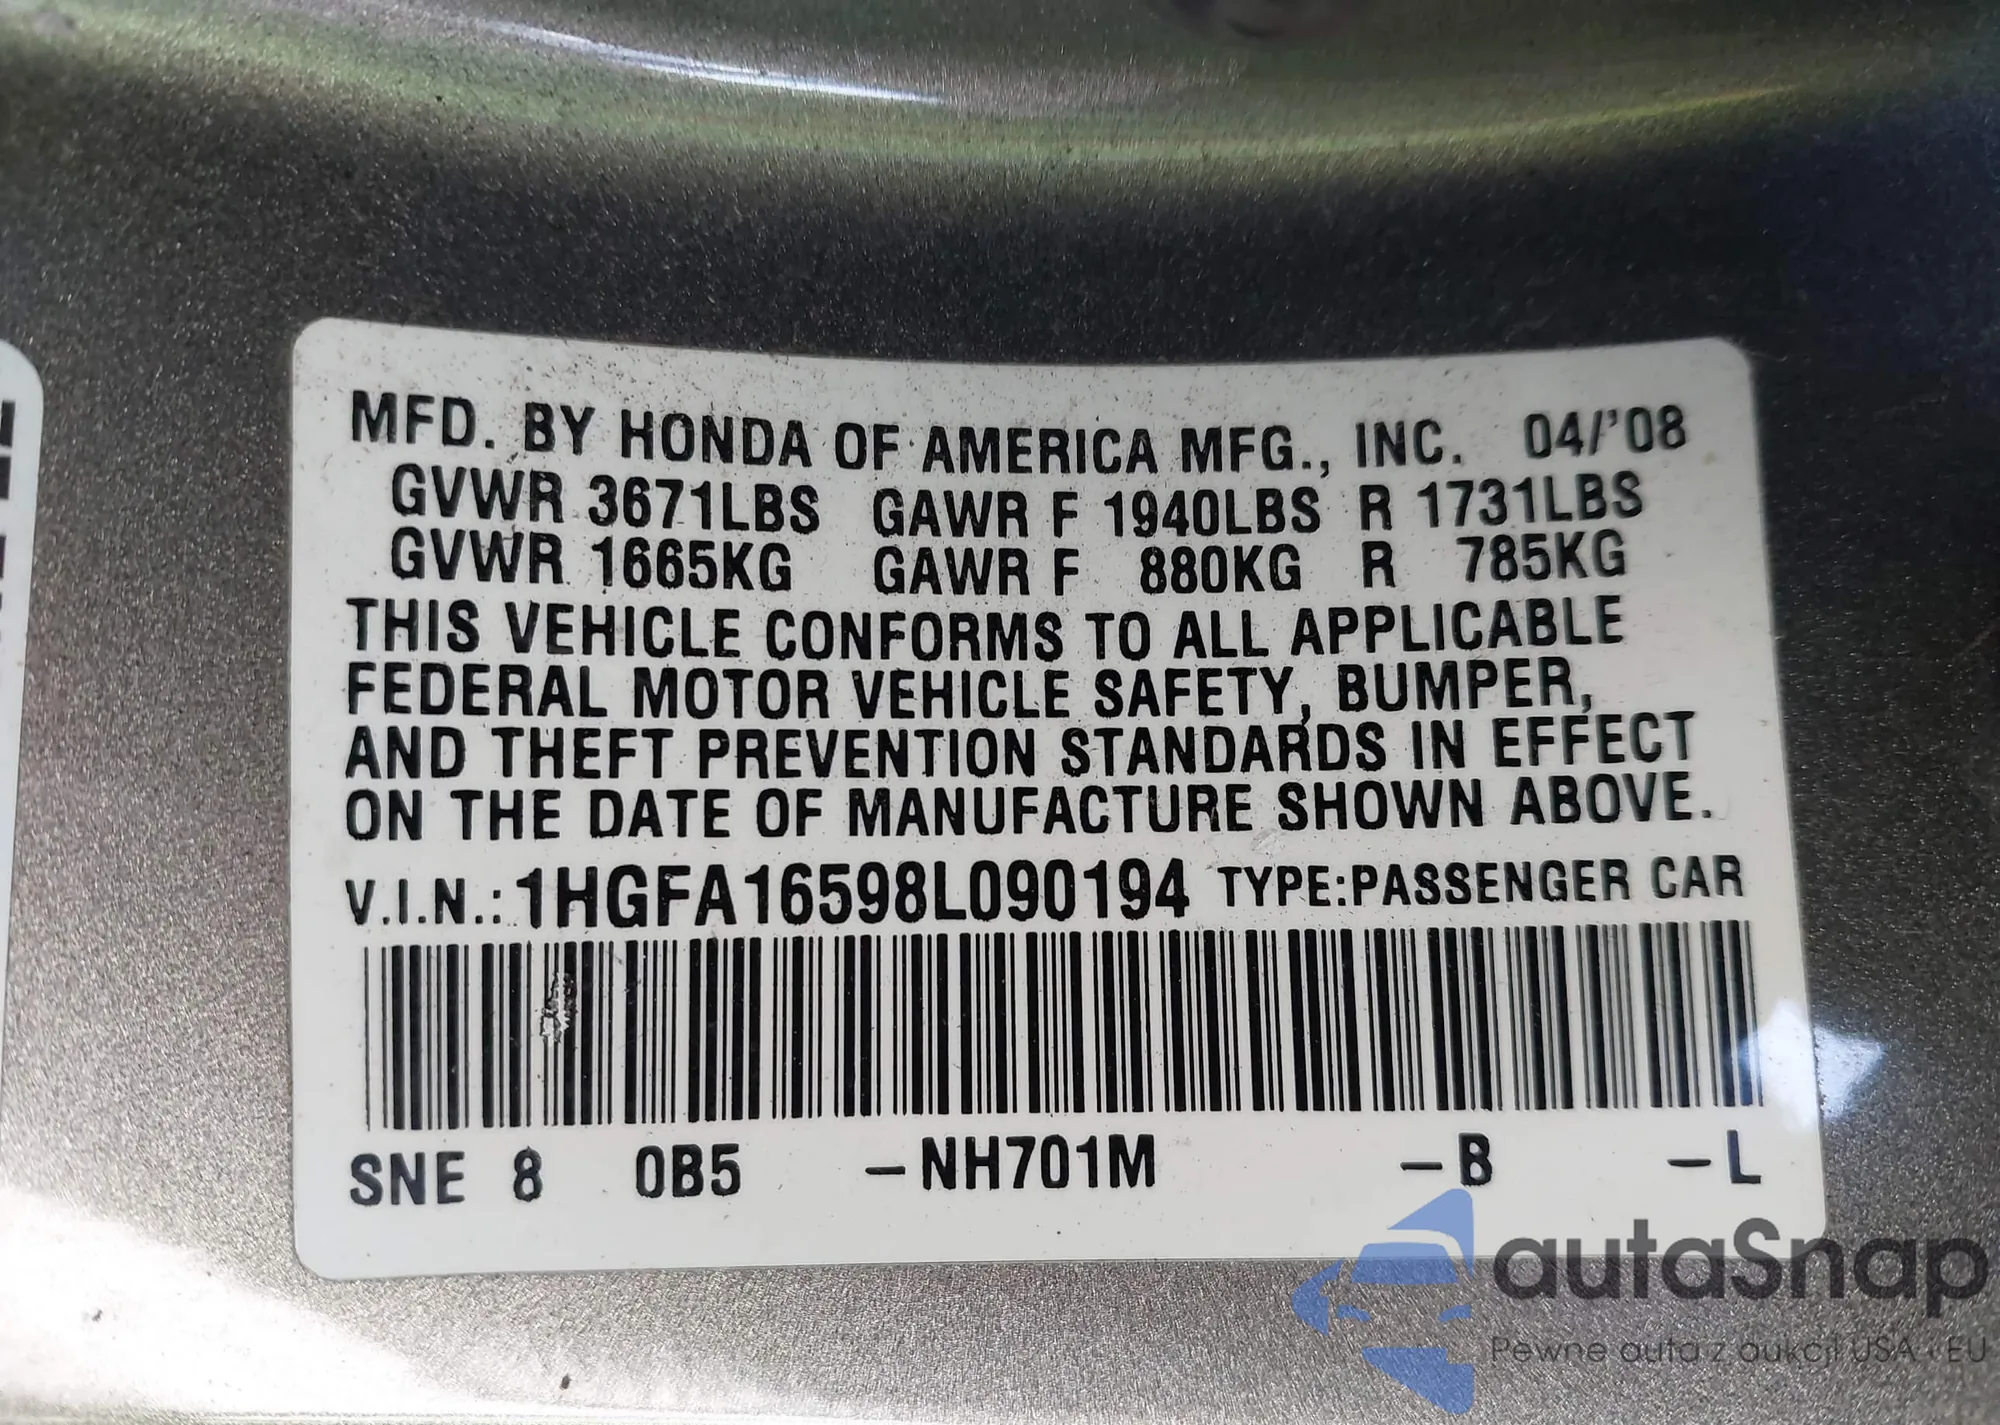 MFD. BY HONDA OF AMERICA MFG., INC. 04/'08
GVWR 3671LBS GAWR F 1940LBS R 1731LBS
GVWR 1665KG GAWR F 880KG R 785KG
THIS VEHICLE CONFORMS TO ALL APPLICABLE
FEDERAL MOTOR VEHICLE SAFETY, BUMPER,
AND THEFT PREVENTION STANDARDS IN EFFECT
ON THE DATE OF MANUFACTURE SHOWN ABOVE.
V.I.N.: 1HGFA16598L090194 TYPE:PASSENGER CAR
SNE 8 0B5 –NH701M –B –L
autaSnap
Pewne auta z aukcji USA i EU